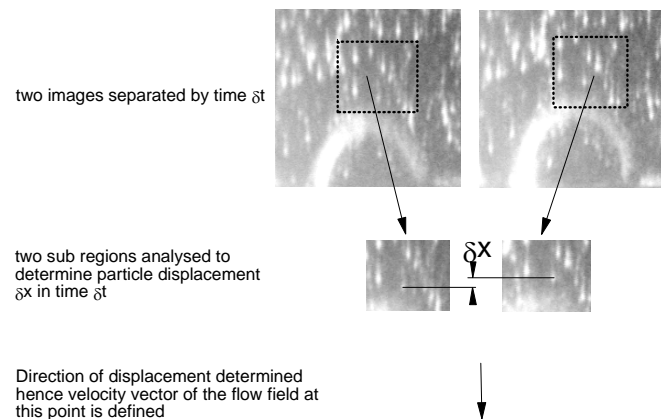 two images separated by time δt
δx
two sub regions analysed to
determine particle displacement
δx in time δt
Direction of displacement determined
hence velocity vector of the flow field at
this point is defined